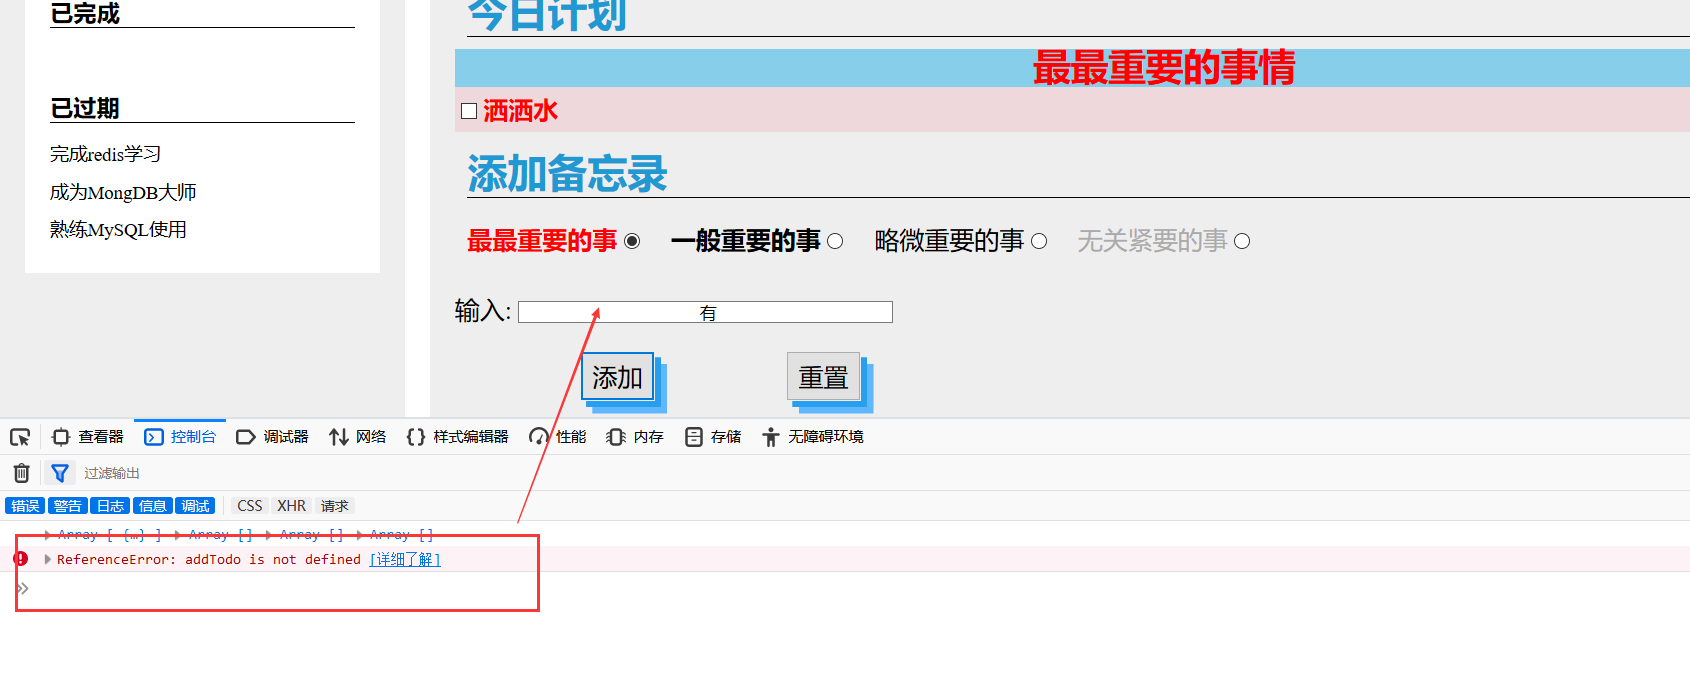 已完成
已过期
完成redis学习
成为MongDB大师
熟练MySQL使用
今日计划
最最重要的事情
洒洒水
添加备忘录
最最重要的事 一般重要的事 略微重要的事 无关紧要的事
输入: 有
添加 重置
查看器 控制台 调试器 网络 样式编辑器 性能 内存 存储 无障碍环境
过滤输出
错误 警告 日志 信息 调试 CSS XHR 请求
Array [ {…} ] Array [] Array [] Array []
ReferenceError: addTodo is not defined [详细了解]